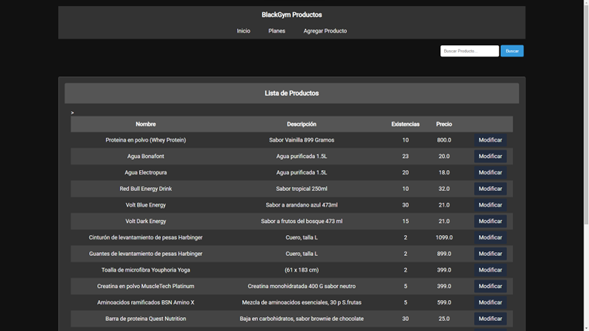 BlackGym Productos
Inicio Planes Agregar Producto
Buscar Producto... Buscar
Lista de Productos
>
Nombre Descripción Existencias Precio
Proteina en polvo (Whey Protein) Sabor Vainilla 899 Gramos 10 800.0 Modificar
Agua Bonafont Agua purificada 1.5L 23 20.0 Modificar
Agua Electropura Agua purificada 1.5L 20 18.0 Modificar
Red Bull Energy Drink Sabor tropical 250ml 10 32.0 Modificar
Volt Blue Energy Sabor a arandano azul 473ml 30 21.0 Modificar
Volt Dark Energy Sabor a frutos del bosque 473 ml 15 21.0 Modificar
Cinturón de levantamiento de pesas Harbinger Cuero, talla L 2 1099.0 Modificar
Guantes de levantamiento de pesas Harbinger Cuero, talla L 2 899.0 Modificar
Toalla de microfibra Youphoria Yoga (61 x 183 cm) 2 399.0 Modificar
Creatina en polvo MuscleTech Platinum Creatina monohidratada 400 G sabor neutro 5 399.0 Modificar
Aminoacidos ramificados BSN Amino X Mezcla de aminoacidos esenciales, 30 p S.frutas 5 599.0 Modificar
Barra de proteina Quest Nutrition Baja en carbohidratos, sabor brownie de chocolate 30 25.0 Modificar